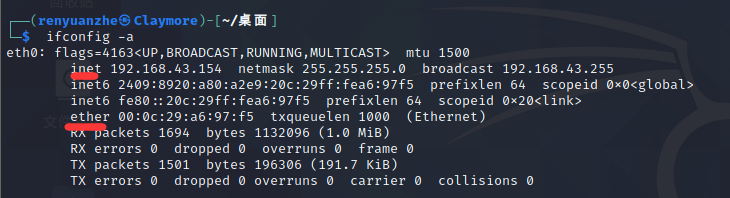 ┌──(renyuanzhe㉿Claymore)-[~/桌面]
└─$ ifconfig -a
eth0: flags=4163<UP,BROADCAST,RUNNING,MULTICAST>  mtu 1500
        inet 192.168.43.154  netmask 255.255.255.0  broadcast 192.168.43.255
        inet6 2409:8920:a80:a2e9:20c:29ff:fea6:97f5  prefixlen 64  scopeid 0×0<global>
        inet6 fe80::20c:29ff:fea6:97f5  prefixlen 64  scopeid 0×20<link>
        ether 00:0c:29:a6:97:f5  txqueuelen 1000  (Ethernet)
        RX packets 1694  bytes 1132096 (1.0 MiB)
        RX errors 0  dropped 0  overruns 0  frame 0
        TX packets 1501  bytes 196306 (191.7 KiB)
        TX errors 0  dropped 0 overruns 0  carrier 0  collisions 0